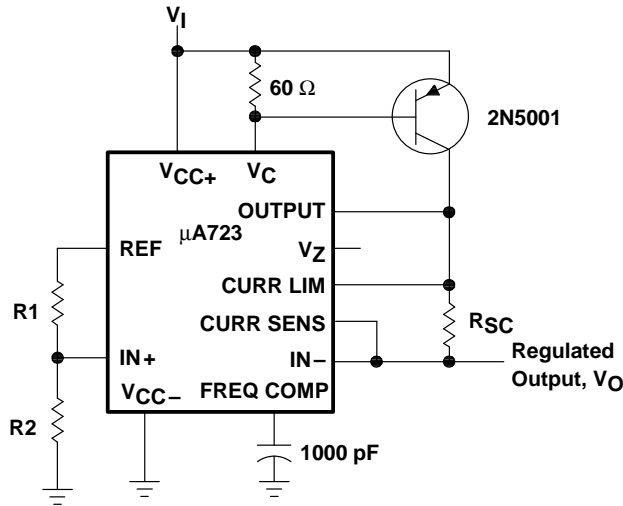 VI
60 Ω
2N5001
VCC+
VC
μA723
OUTPUT
REF
VZ
CURR LIM
R1
CURR SENS
RSC
IN+
IN−
Regulated
Output, VO
VCC−
FREQ COMP
R2
1000 pF